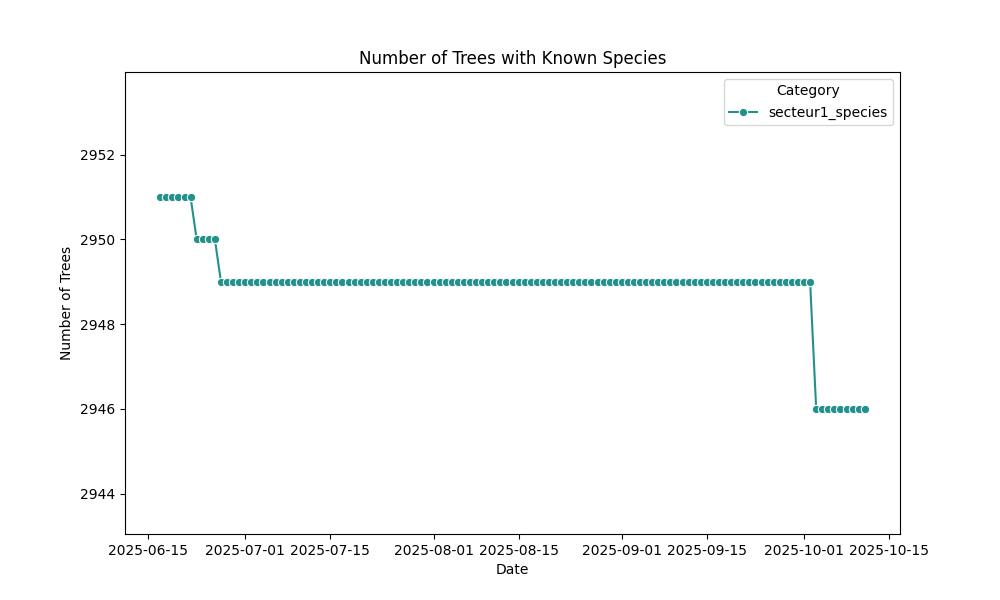 Number of Trees with Known Species
Category
secteur1_species
2952
2950
2948
2946
2944
Number of Trees
2025-06-15 2025-07-01 2025-07-15 2025-08-01 2025-08-15 2025-09-01 2025-09-15 2025-10-01 2025-10-15
Date